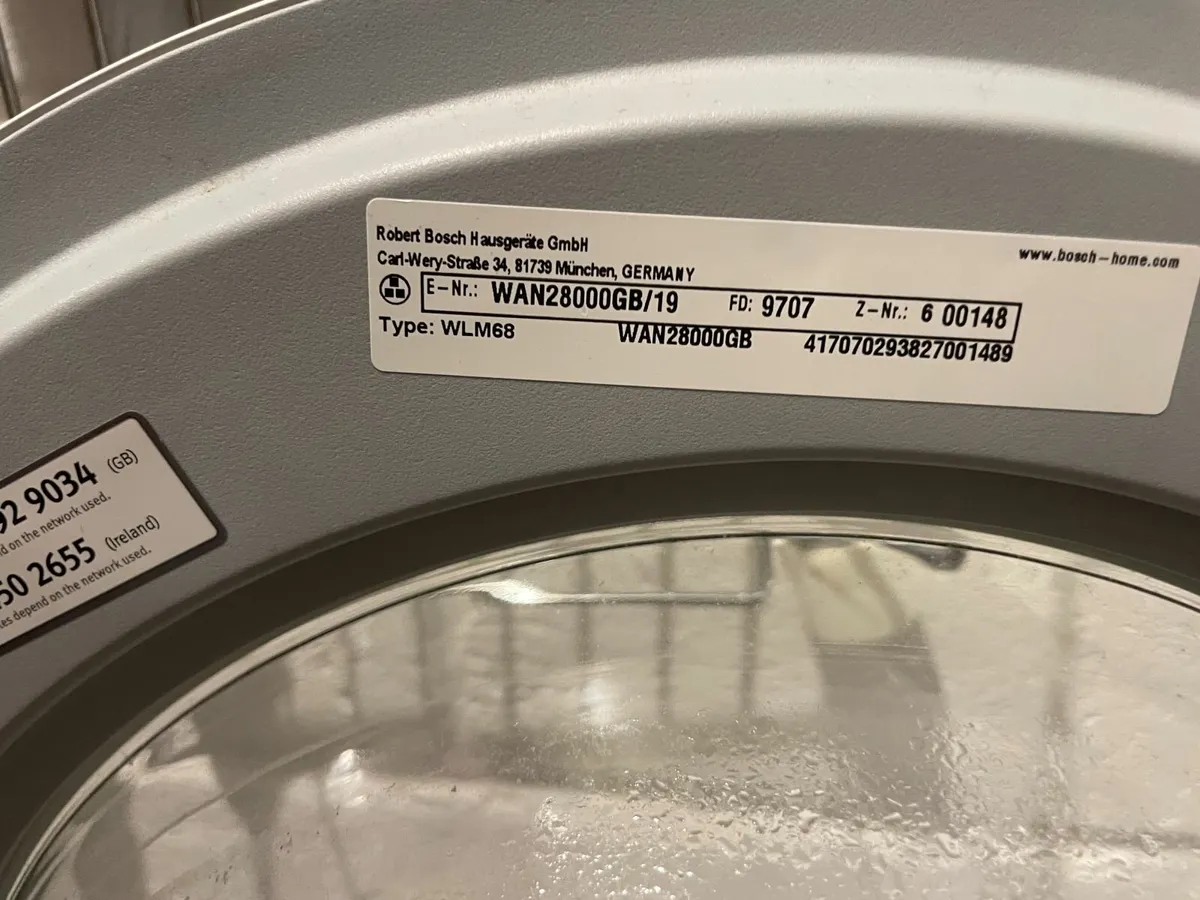 Robert Bosch Hausgeräte GmbH
Carl-Wery-Straße 34, 81739 München, GERMANY
www.bosch-home.com
E-Nr.: WAN28000GB/19 FD: 9707 Z-Nr.: 6 00148
Type: WLM68 WAN28000GB 417070293827001489
92 9034 (GB)
on the network used.
50 2655 (Ireland)
depend on the network used.